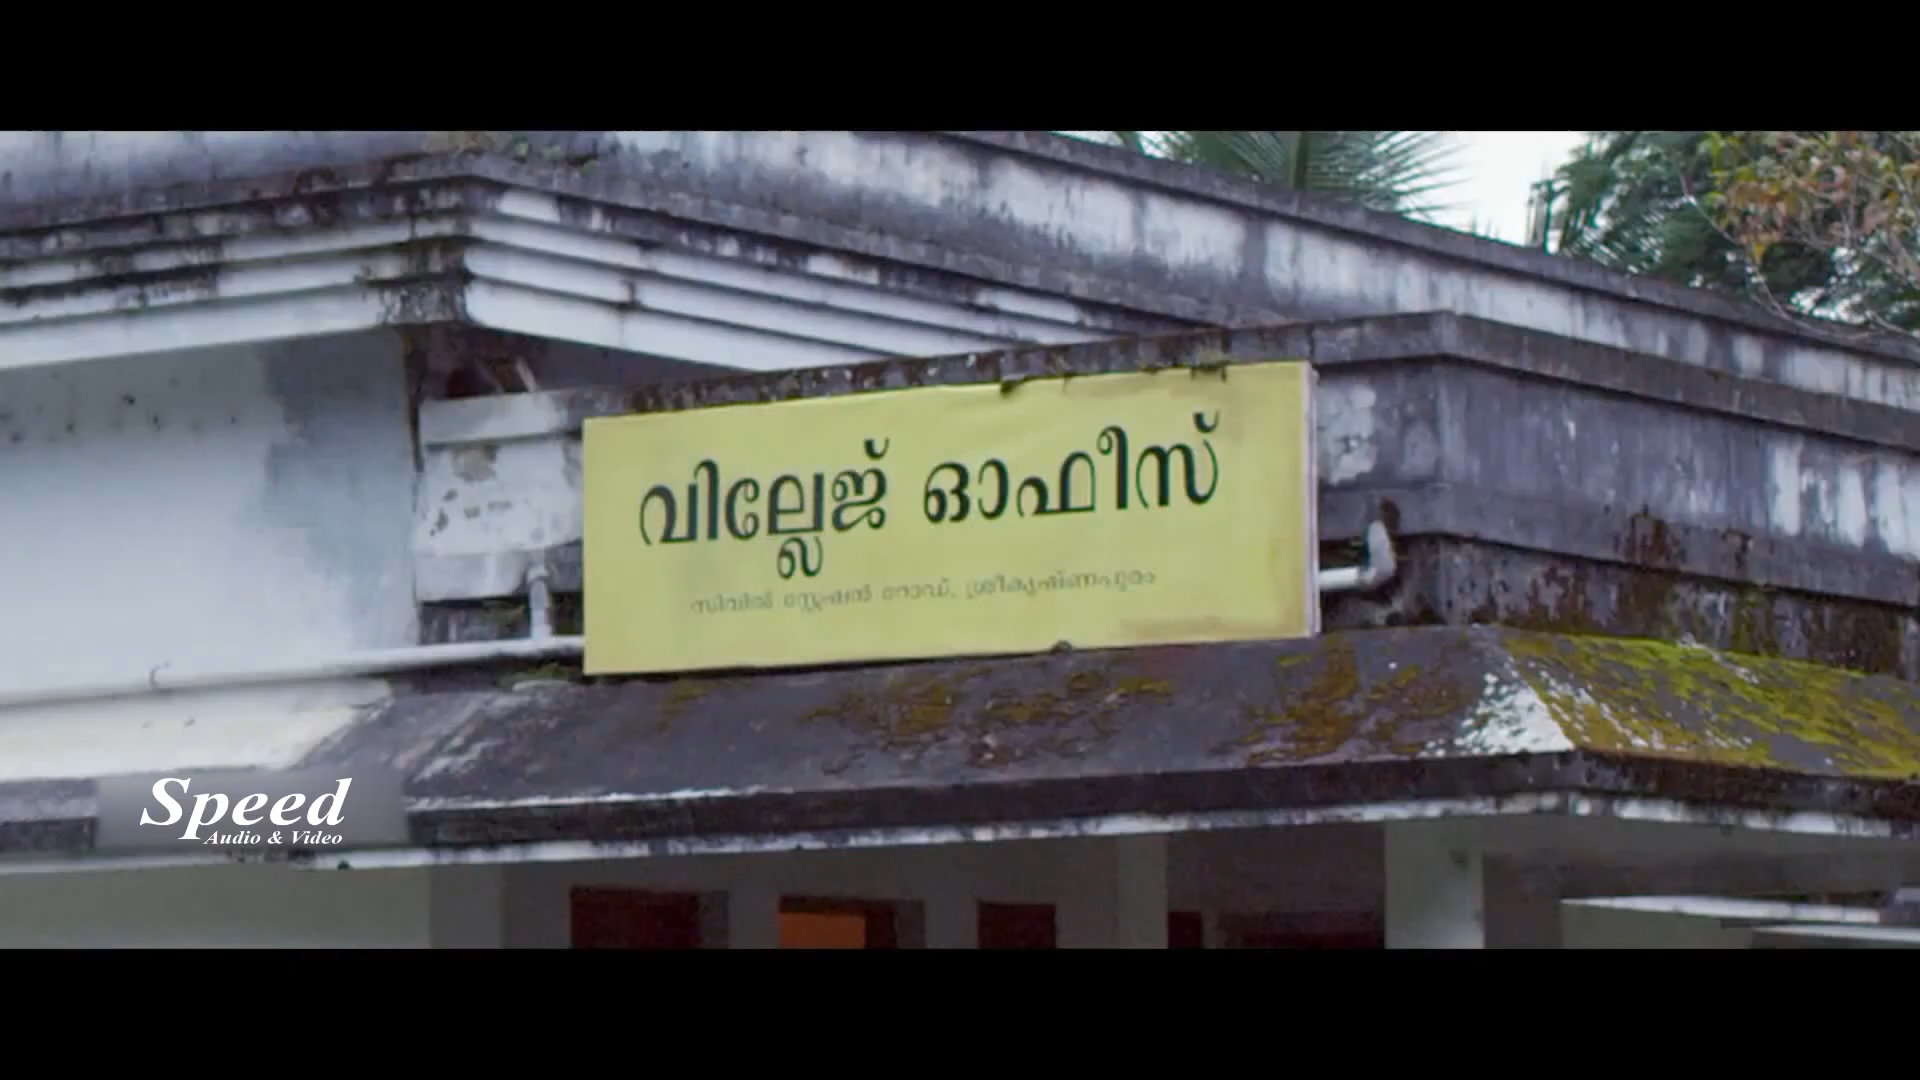 വില്ലേജ് ഓഫീസ്
സിവിൽ സ്റ്റേഷൻ റോഡ്, ശ്രീകൃഷ്ണപുരം
Speed
Audio & Video